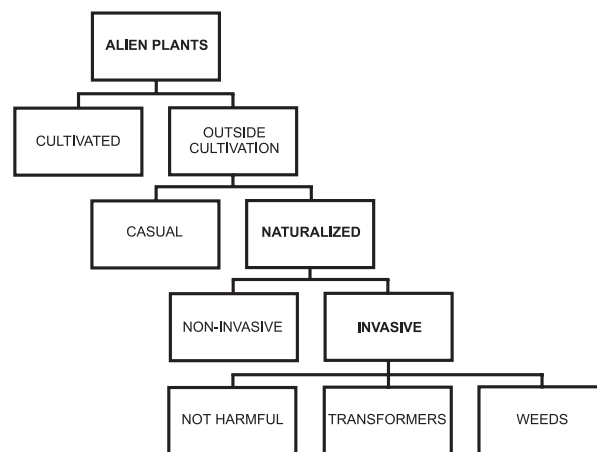 ALIEN PLANTS
CULTIVATED
OUTSIDE
CULTIVATION
CASUAL
NATURALIZED
NON-INVASIVE
INVASIVE
NOT HARMFUL
TRANSFORMERS
WEEDS